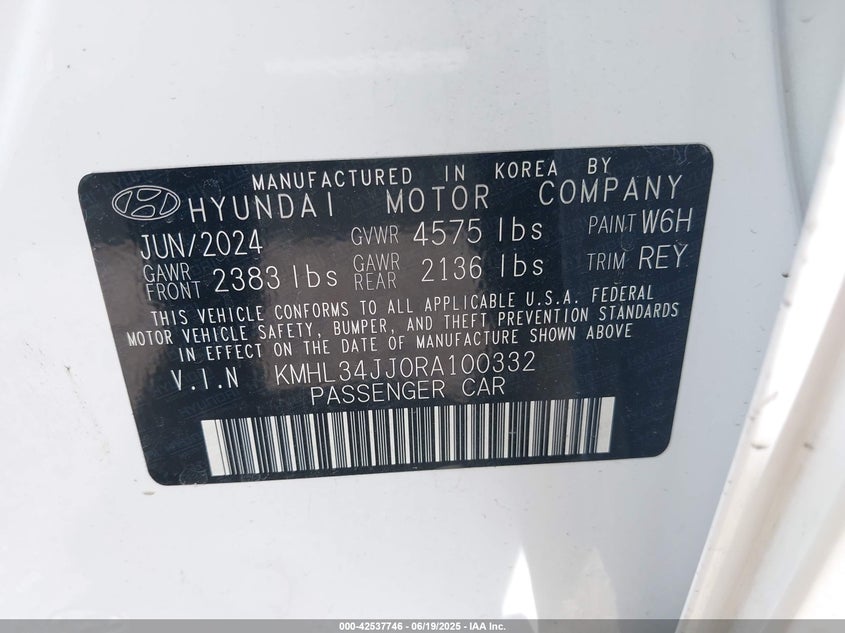 MANUFACTURED IN KOREA BY
HYUNDAI MOTOR COMPANY
JUN/2024 GVWR 4575 lbs PAINT W6H
GAWR FRONT 2383 lbs GAWR REAR 2136 lbs TRIM REY
THIS VEHICLE CONFORMS TO ALL APPLICABLE U.S.A. FEDERAL
MOTOR VEHICLE SAFETY, BUMPER, AND THEFT PREVENTION STANDARDS
IN EFFECT ON THE DATE OF MANUFACTURE SHOWN ABOVE
V.I.N KMHL34JJ0RA100332
PASSENGER CAR
000-42537746 - 06/19/2025 - IAA Inc.